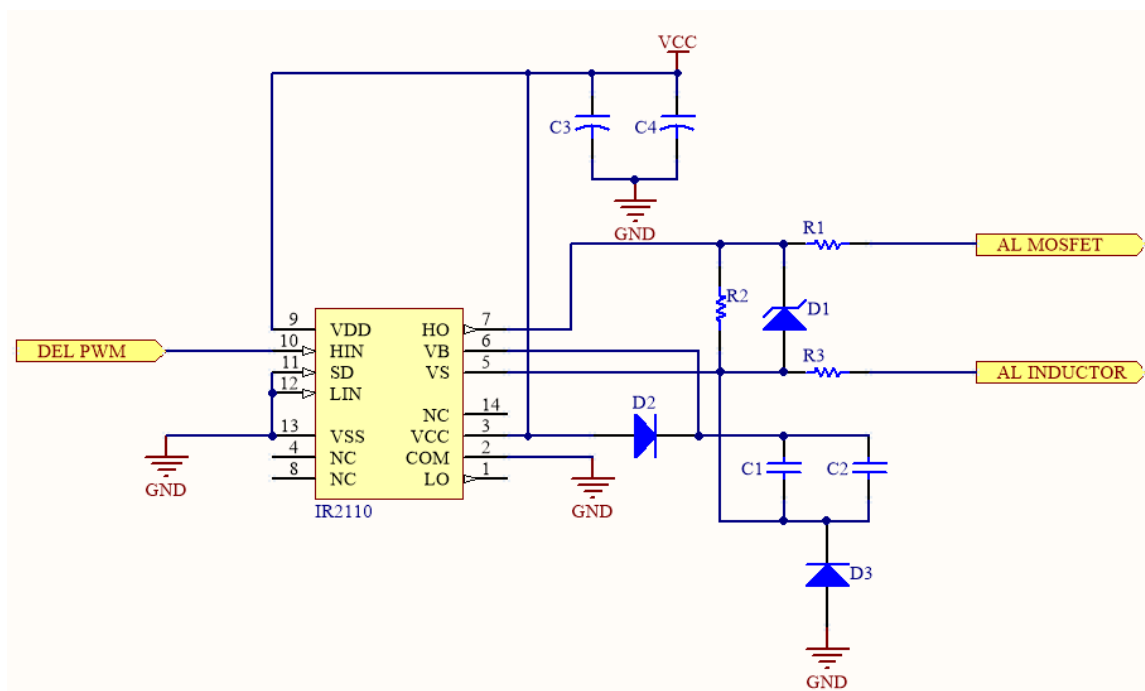 VCC
C3
C4
GND
R1
AL MOSFET
R2
D1
9 VDD
HO 7
DEL PWM
10 HIN
VB 6
11 SD
VS 5
R3
AL INDUCTOR
12 LIN
NC 14
D2
13 VSS
VCC 3
4 NC
COM 2
C1
C2
8 NC
LO 1
GND
IR2110
GND
D3
GND